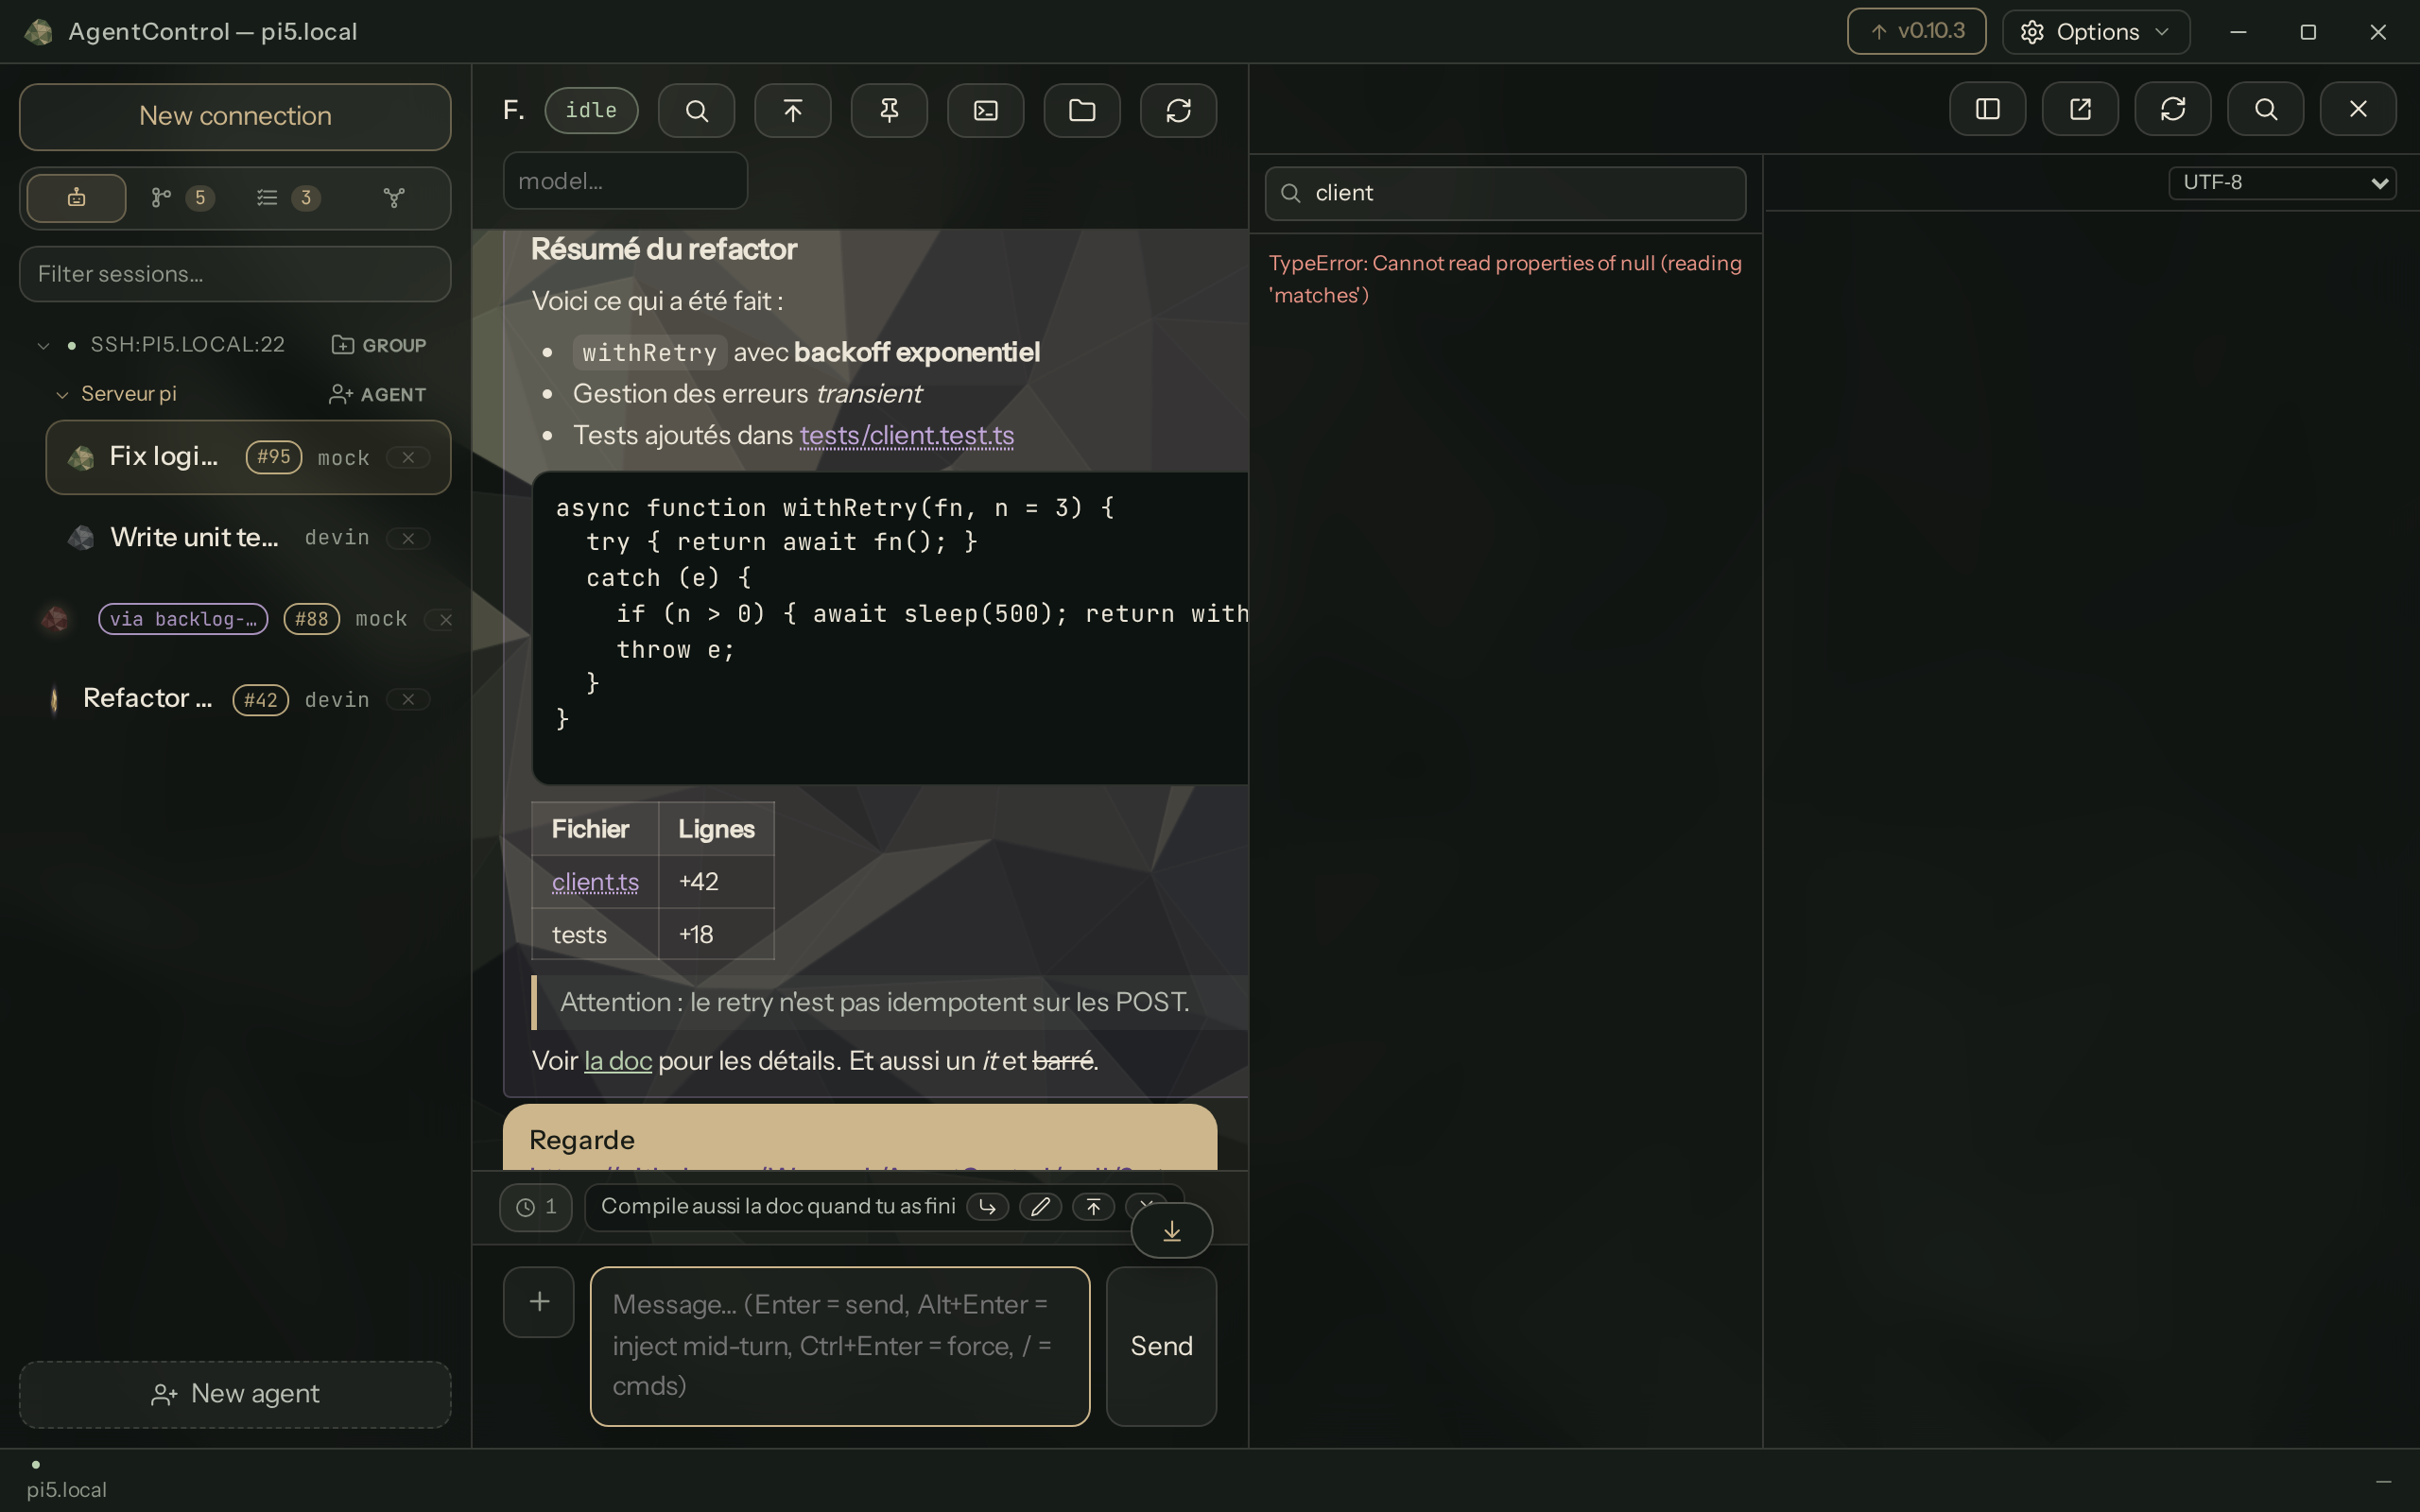 AgentControl — pi5.local
v0.10.3
Options
New connection
5
3
Filter sessions...
SSH:PI5.LOCAL:22
GROUP
Serveur pi
AGENT
Fix logi... #95 mock
Write unit te... devin
via backlog-... #88 mock
Refactor ... #42 devin
New agent
F.
idle
model...
Résumé du refactor
Voici ce qui a été fait :
withRetry avec backoff exponentiel
Gestion des erreurs transient
Tests ajoutés dans tests/client.test.ts
async function withRetry(fn, n = 3) {
try { return await fn(); }
catch (e) {
if (n > 0) { await sleep(500); return with
throw e;
}
}
Fichier Lignes
client.ts +42
tests +18
Attention : le retry n'est pas idempotent sur les POST.
Voir la doc pour les détails. Et aussi un it et barré.
Regarde
1
Compile aussi la doc quand tu as fini
Message... (Enter = send, Alt+Enter =
inject mid-turn, Ctrl+Enter = force, / =
cmds)
Send
client
TypeError: Cannot read properties of null (reading
'matches')
UTF-8
pi5.local